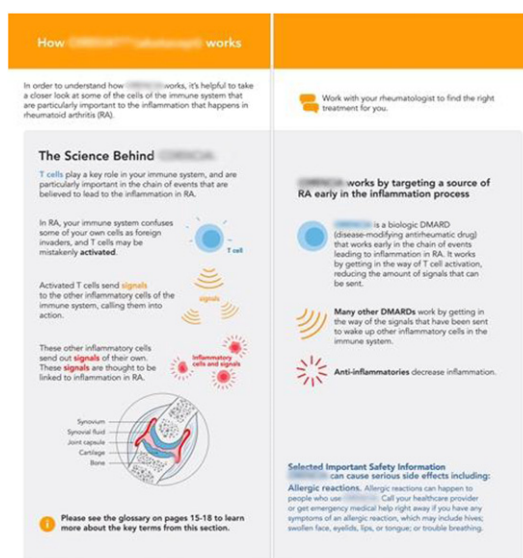 How works
In order to understand how works, it's helpful to take
a closer look at some of the cells of the immune system that
are particularly important to the inflammation that happens in
rheumatoid arthritis (RA).
The Science Behind
T cells play a key role in your immune system, and are
particularly important in the chain of events that are
believed to lead to the inflammation in RA.
In RA, your immune system confuses
some of your own cells as foreign
invaders, and T cells may be
mistakenly activated.
T cell
Activated T cells send signals
to the other inflammatory cells of the
immune system, calling them into
action.
signals
These other inflammatory cells
send out signals of their own.
These signals are thought to be
linked to inflammation in RA.
Inflammatory
cells and signals
Synovium
Synovial fluid
Joint capsule
Cartilage
Bone
Please see the glossary on pages 15-18 to learn
more about the key terms from this section.
Work with your rheumatologist to find the right
treatment for you.
works by targeting a source of
RA early in the inflammation process
is a biologic DMARD
(disease-modifying antirheumatic drug)
that works early in the chain of events
leading to inflammation in RA. It works
by getting in the way of T cell activation,
reducing the amount of signals that can
be sent.
Many other DMARDs work by getting in
the way of the signals that have been sent
to wake up other inflammatory cells in the
immune system.
Anti-inflammatories decrease inflammation.
Selected Important Safety Information
can cause serious side effects including:
Allergic reactions. Allergic reactions can happen to
people who use Call your healthcare provider
or get emergency medical help right away if you have any
symptoms of an allergic reaction, which may include hives;
swollen face, eyelids, lips, or tongue; or trouble breathing.